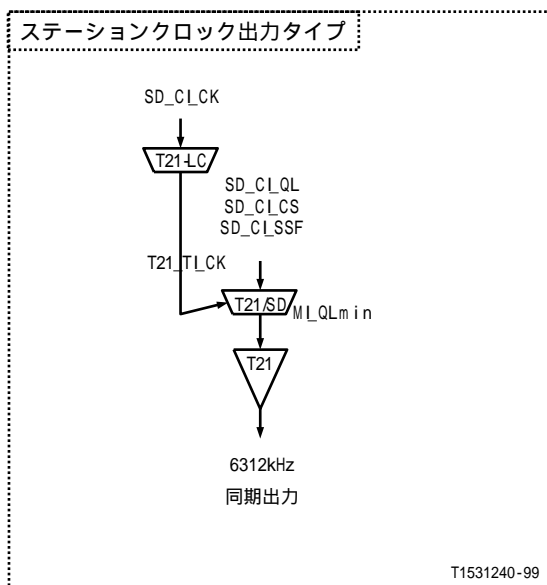 ステーションクロック出力タイプ
SD_CI_CK
T21-LC
SD_CI_QL
SD_CI_CS
SD_CI_SSF
T21_TI_CK
T21/SD
MI_QLmin
T21
6312kHz
同期出力
T1531240-99